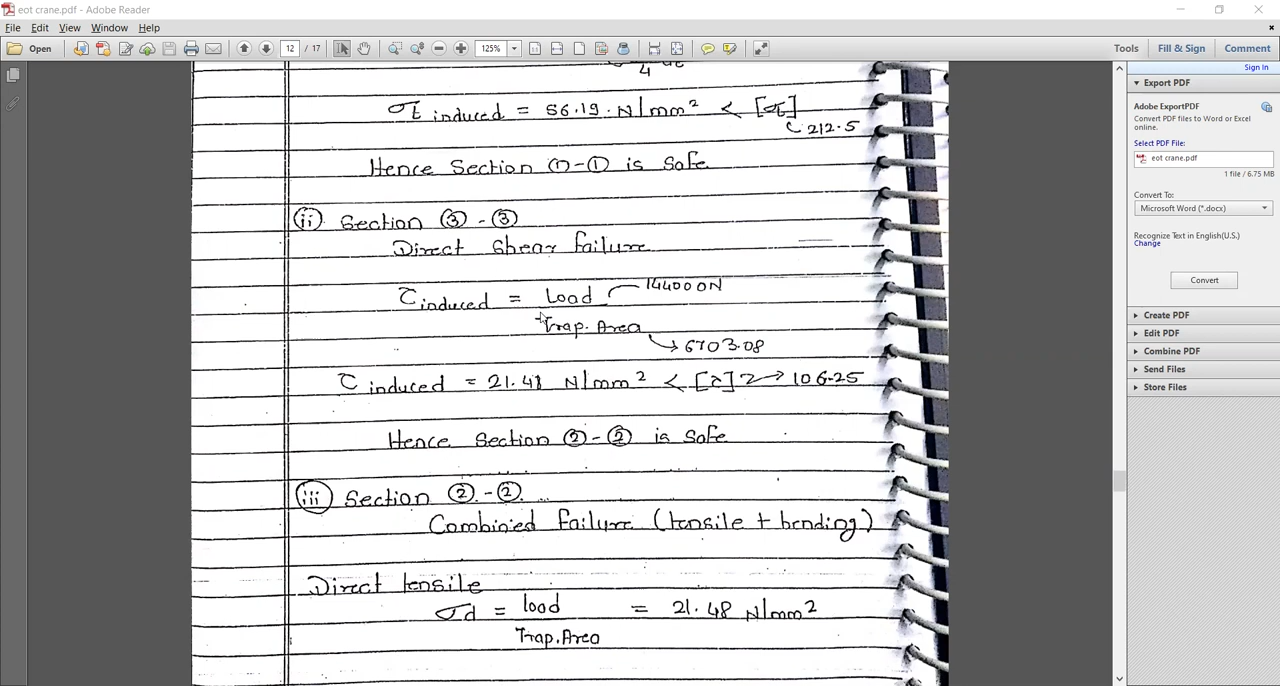 eot crane.pdf - Adobe Reader
File Edit View Window Help
Open 12 / 17 125% Tools Fill & Sign Comment
Sign In
Export PDF
Adobe ExportPDF
Convert PDF files to Word or Excel online.
Select PDF File:
eot crane.pdf
1 file / 6.75 MB
Convert To:
Microsoft Word (*.docx)
Recognize Text in English(U.S.)
Change
Convert
Create PDF
Edit PDF
Combine PDF
Send Files
Store Files
4
σt induced = 56.19 N/mm² < [σt]
212.5
Hence Section ①-① is Safe
ii Section ③-③
Direct Shear failure
τ induced = Load 144000N
Trap. Area
→ 6703.08
τ induced = 21.48 N/mm² < [τ] → 106.25
Hence Section ②-② is Safe
iii Section ②-②
Combinied failure (tensile + bending)
Direct tensile
σd = load = 21.48 N/mm²
Trap. Area